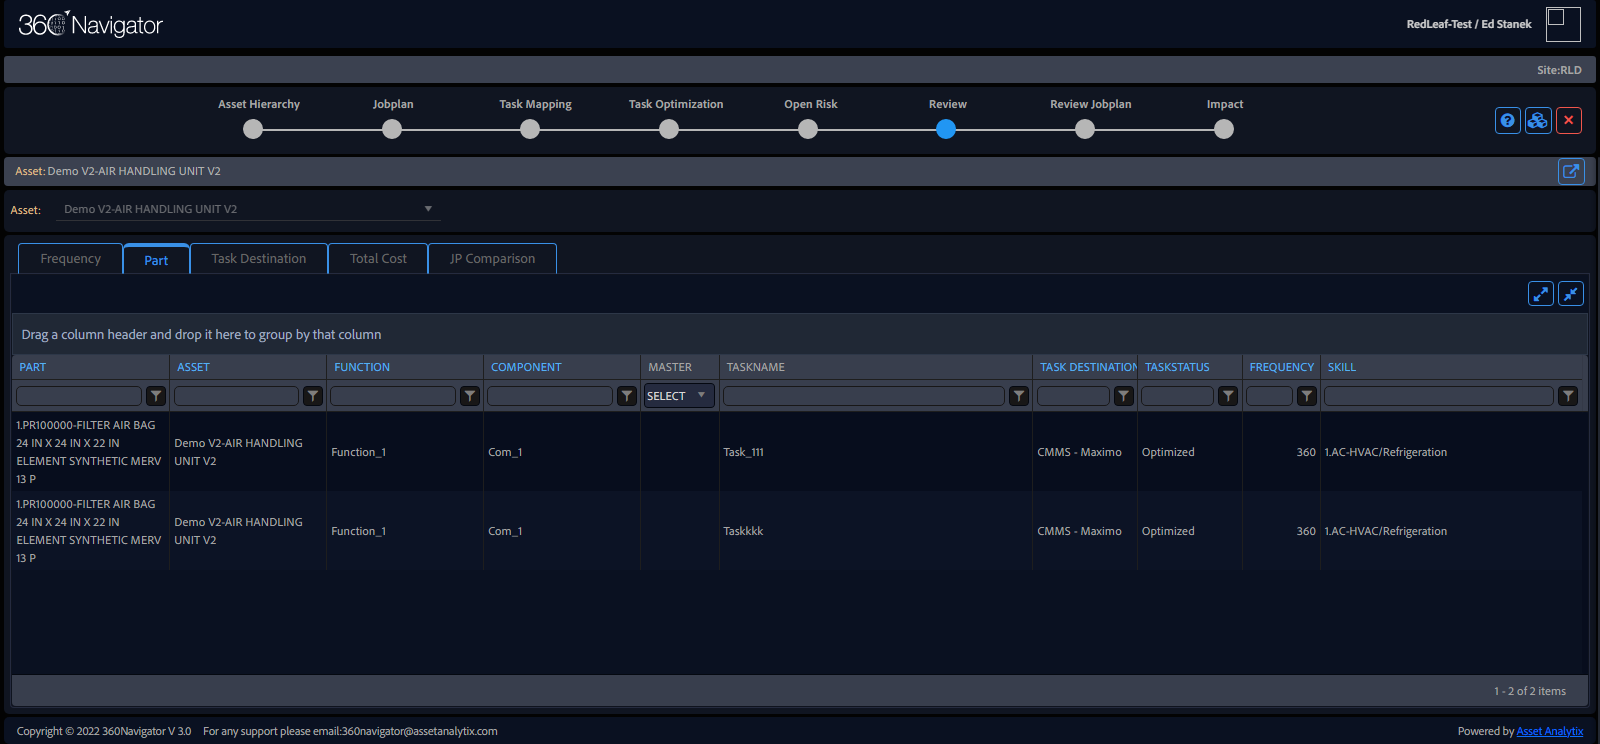 360 Navigator
RedLeaf-Test / Ed Stanek
Site:RLD
Asset Hierarchy Jobplan Task Mapping Task Optimization Open Risk Review Review Jobplan Impact
Asset: Demo V2-AIR HANDLING UNIT V2
Asset: Demo V2-AIR HANDLING UNIT V2
Frequency Part Task Destination Total Cost JP Comparison
Drag a column header and drop it here to group by that column
PART ASSET FUNCTION COMPONENT MASTER TASKNAME TASK DESTINATION TASKSTATUS FREQUENCY SKILL
SELECT
1.PR100000-FILTER AIR BAG
24 IN X 24 IN X 22 IN
ELEMENT SYNTHETIC MERV
13 P
Demo V2-AIR HANDLING
UNIT V2
Function_1 Com_1 Task_111 CMMS - Maximo Optimized 360 1.AC-HVAC/Refrigeration
1.PR100000-FILTER AIR BAG
24 IN X 24 IN X 22 IN
ELEMENT SYNTHETIC MERV
13 P
Demo V2-AIR HANDLING
UNIT V2
Function_1 Com_1 Taskkkk CMMS - Maximo Optimized 360 1.AC-HVAC/Refrigeration
1 - 2 of 2 items
Copyright © 2022 360Navigator V 3.0 For any support please email:360navigator@assetanalytix.com Powered by Asset Analytix